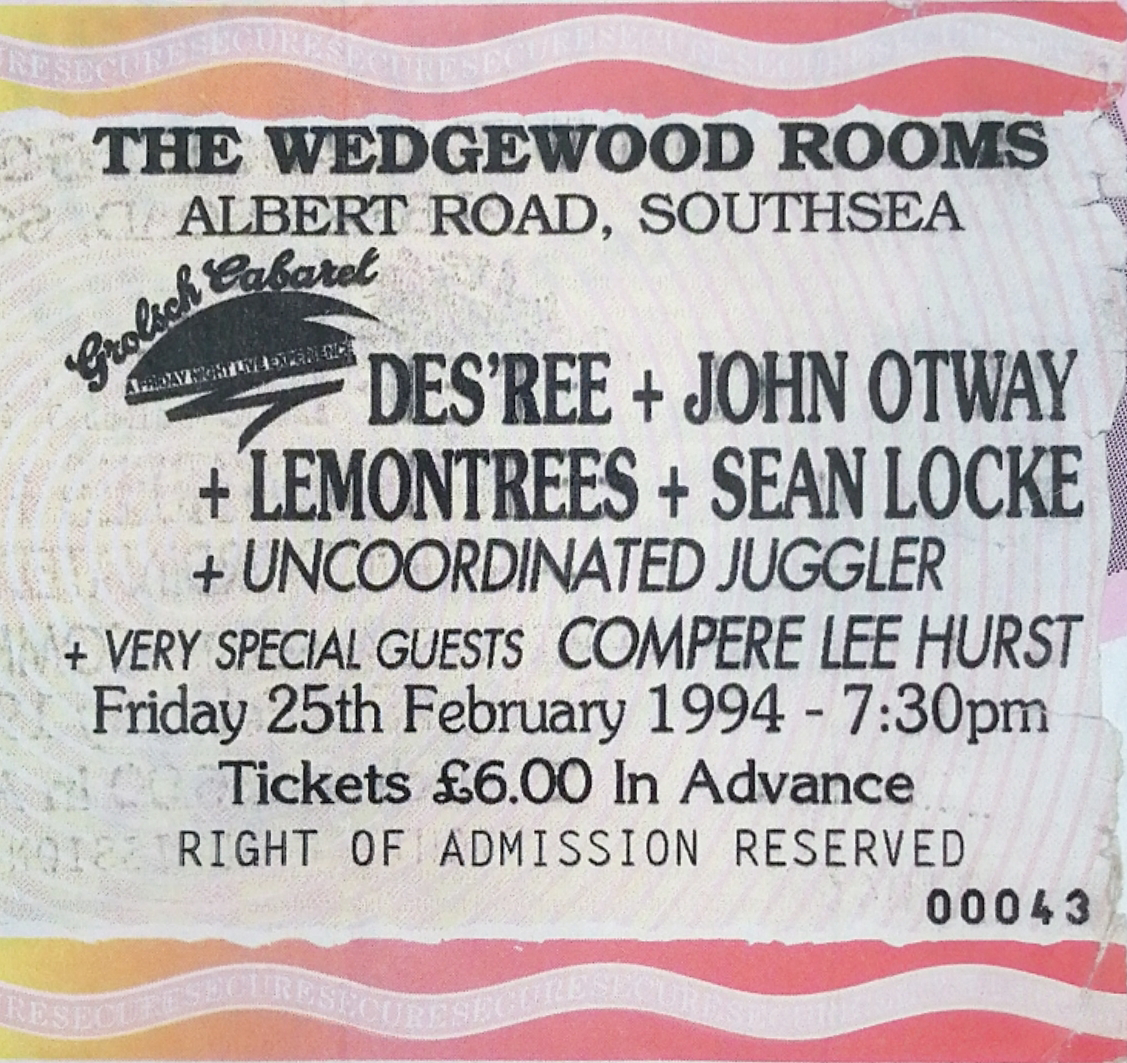 RESECURESECURESECURESECURESECURESECURESECURE
THE WEDGEWOOD ROOMS
ALBERT ROAD, SOUTHSEA
Grolsch Cabaret
A FRIDAY NIGHT LIVE EXPERIENCE
DES'REE + JOHN OTWAY
+ LEMONTREES + SEAN LOCKE
+ UNCOORDINATED JUGGLER
+ VERY SPECIAL GUESTS COMPERE LEE HURST
Friday 25th February 1994 - 7:30pm
Tickets £6.00 In Advance
RIGHT OF ADMISSION RESERVED
00043
RESECURESECURESECURESECURESECURESECURESECURE